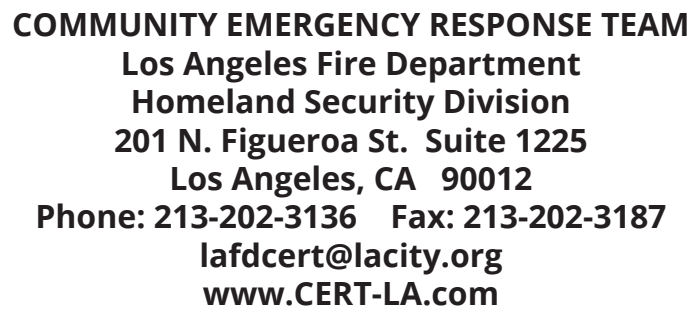 COMMUNITY EMERGENCY RESPONSE TEAM
Los Angeles Fire Department
Homeland Security Division
201 N. Figueroa St.  Suite 1225
Los Angeles, CA   90012
Phone: 213-202-3136    Fax: 213-202-3187
lafdcert@lacity.org
www.CERT-LA.com